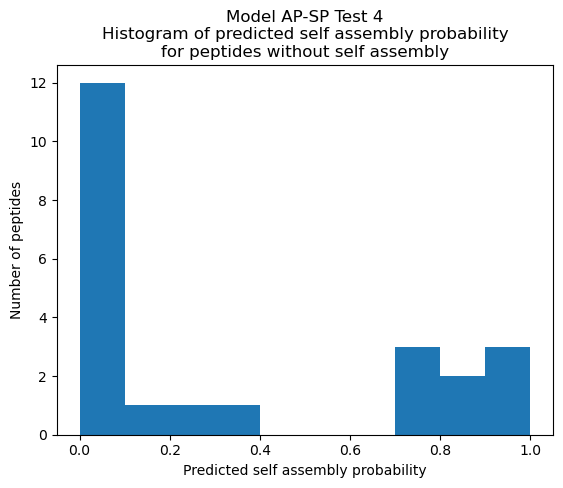 Model AP-SP Test 4
Histogram of predicted self assembly probability
for peptides without self assembly
12
10
8
6
4
2
0
Number of peptides
0.0 0.2 0.4 0.6 0.8 1.0
Predicted self assembly probability